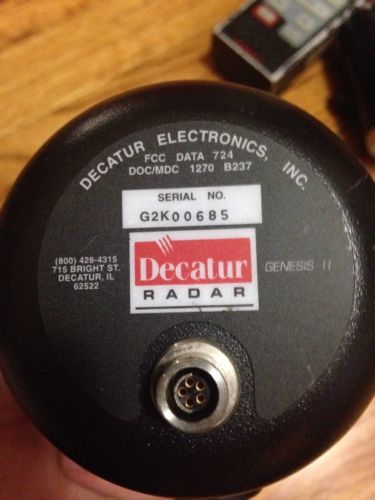 DECATUR ELECTRONICS, INC.
FCC DATA 724
DOC/MDC 1270 B237
SERIAL NO.
G2K00685
Decatur
RADAR
GENESIS II
(800) 428-4315
715 BRIGHT ST.
DECATUR, IL
62522